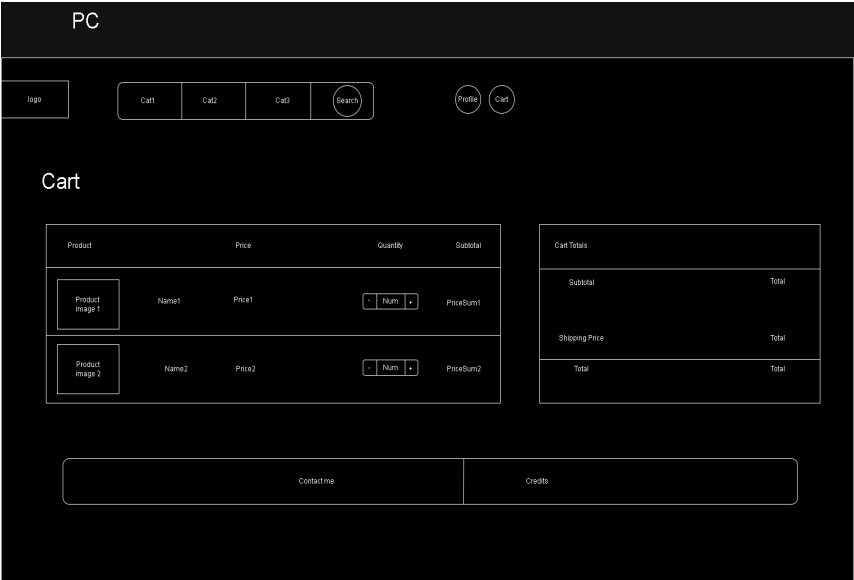 PC
logo
Cat1 Cat2 Cat3 Search Profile Cart
Cart
Product Price Quantity Subtotal
Product
image 1
Name1 Price1 - Num + PriceSum1
Product
image 2
Name2 Price2 - Num + PriceSum2
Cart Totals
Subtotal Total
Shipping Price Total
Total Total
Contact me Credits